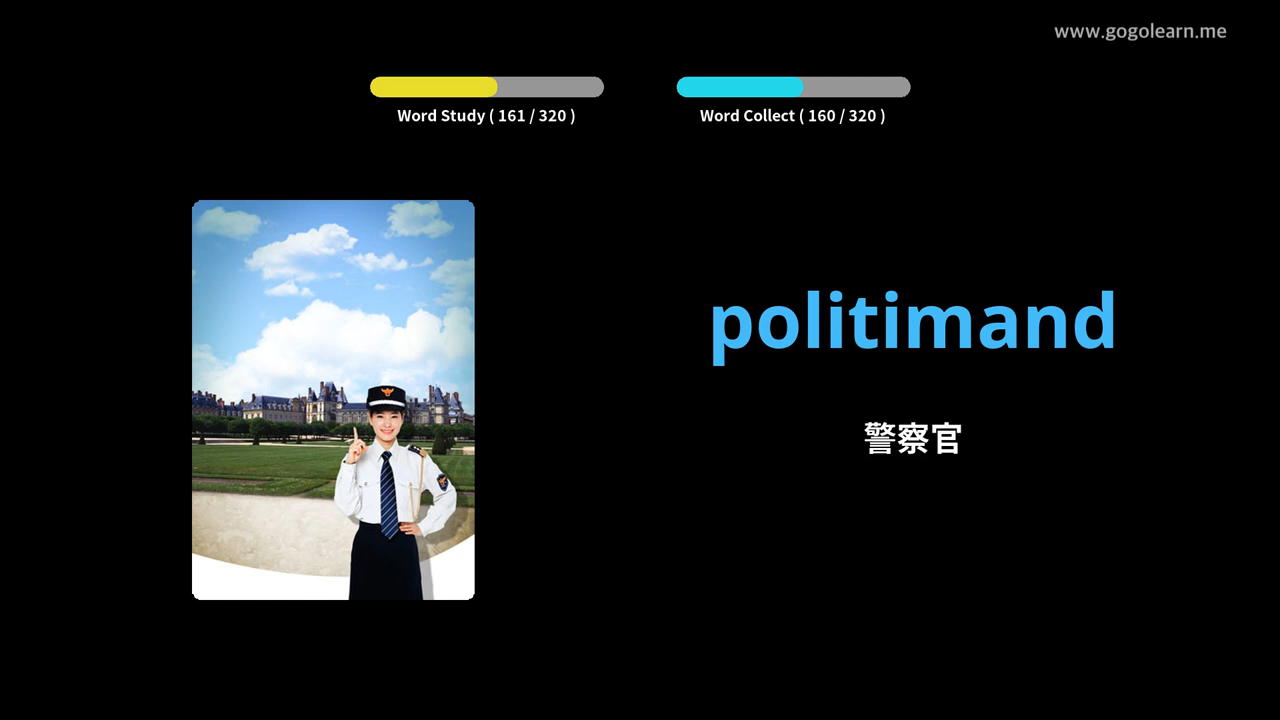 www.gogolearn.me
Word Study ( 161 / 320 )
Word Collect ( 160 / 320 )
politimand
警察官